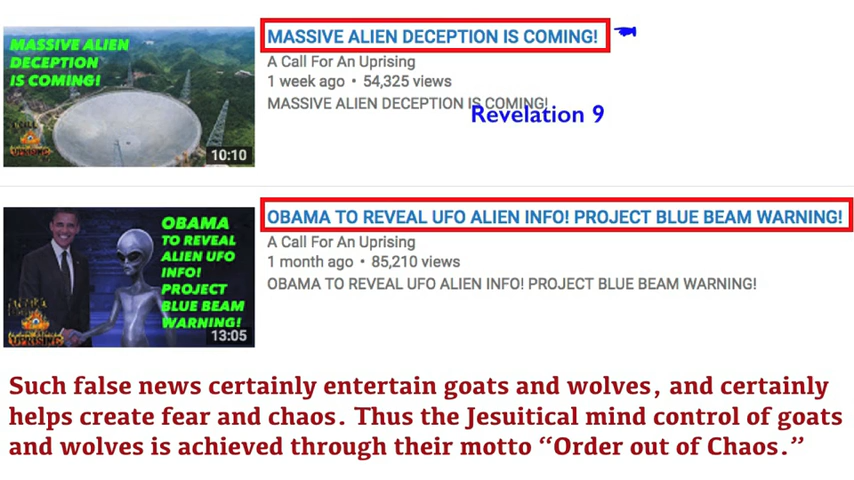 MASSIVE ALIEN
DECEPTION
IS COMING!
10:10
MASSIVE ALIEN DECEPTION IS COMING!
A Call For An Uprising
1 week ago • 54,325 views
MASSIVE ALIEN DECEPTION IS COMING!
Revelation 9
OBAMA
TO REVEAL
ALIEN UFO
INFO!
PROJECT
BLUE BEAM
WARNING!
UPRISING
13:05
OBAMA TO REVEAL UFO ALIEN INFO! PROJECT BLUE BEAM WARNING!
A Call For An Uprising
1 month ago • 85,210 views
OBAMA TO REVEAL UFO ALIEN INFO! PROJECT BLUE BEAM WARNING!
Such false news certainly entertain goats and wolves, and certainly
helps create fear and chaos. Thus the Jesuitical mind control of goats
and wolves is achieved through their motto “Order out of Chaos.”